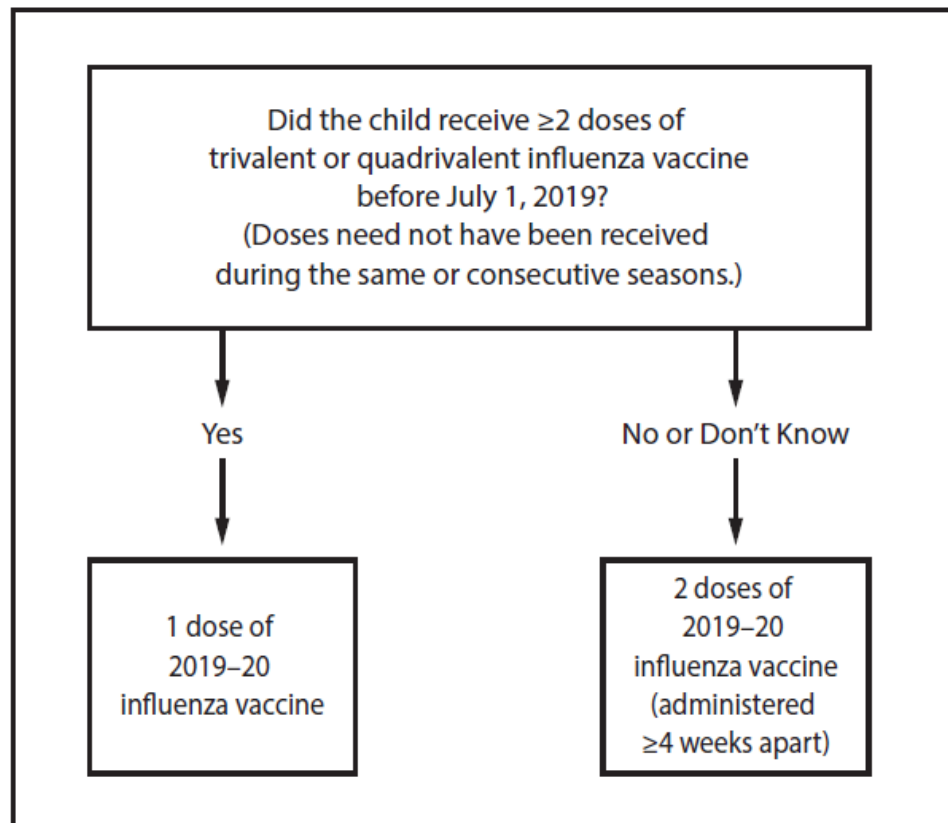 Did the child receive ≥2 doses of
trivalent or quadrivalent influenza vaccine
before July 1, 2019?
(Doses need not have been received
during the same or consecutive seasons.)
Yes
No or Don't Know
1 dose of
2019–20
influenza vaccine
2 doses of
2019–20
influenza vaccine
(administered
≥4 weeks apart)